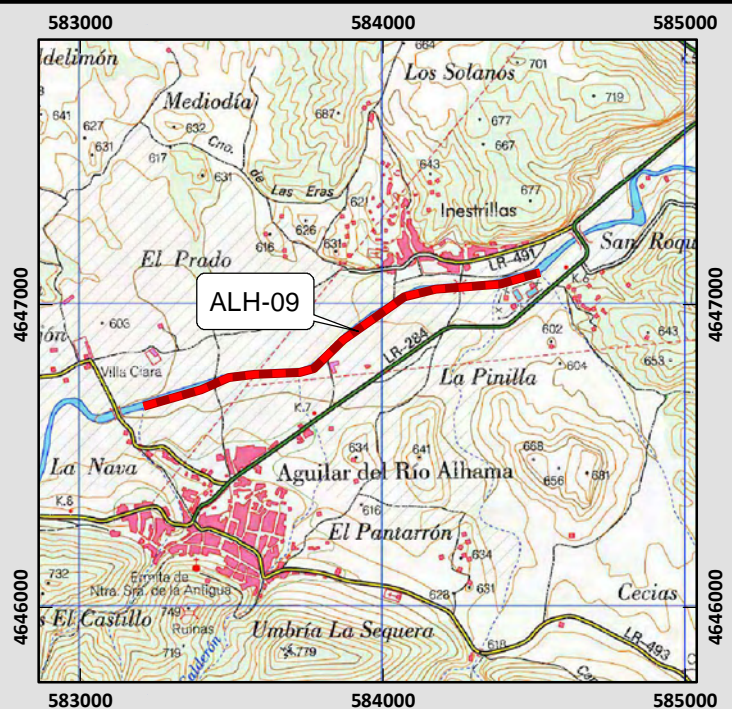 583000
584000
585000
664
701
Los Solanos
719
Mediodía
687
677
667
641
627
632
631
617
Cno. de Las Eras
631
643
677
621
Inestrillas
616
626
631
El Prado
LR-491
San Roqu
ALH-09
K.6
4647000
4647000
603
602
643
653
604
LR-284
Villa Clara
La Pinilla
K.7
La Nava
634
641
668
656
681
Aguilar del Río Alhama
K.8
616
El Pantarrón
634
732
Ermita de
Ntra. Sra. de la Antigua
628
631
Cecias
4646000
4646000
s El Castillo
749
Ruinas
719
Umbría La Sequera
779
618
LR-493
Calderón
583000
584000
585000